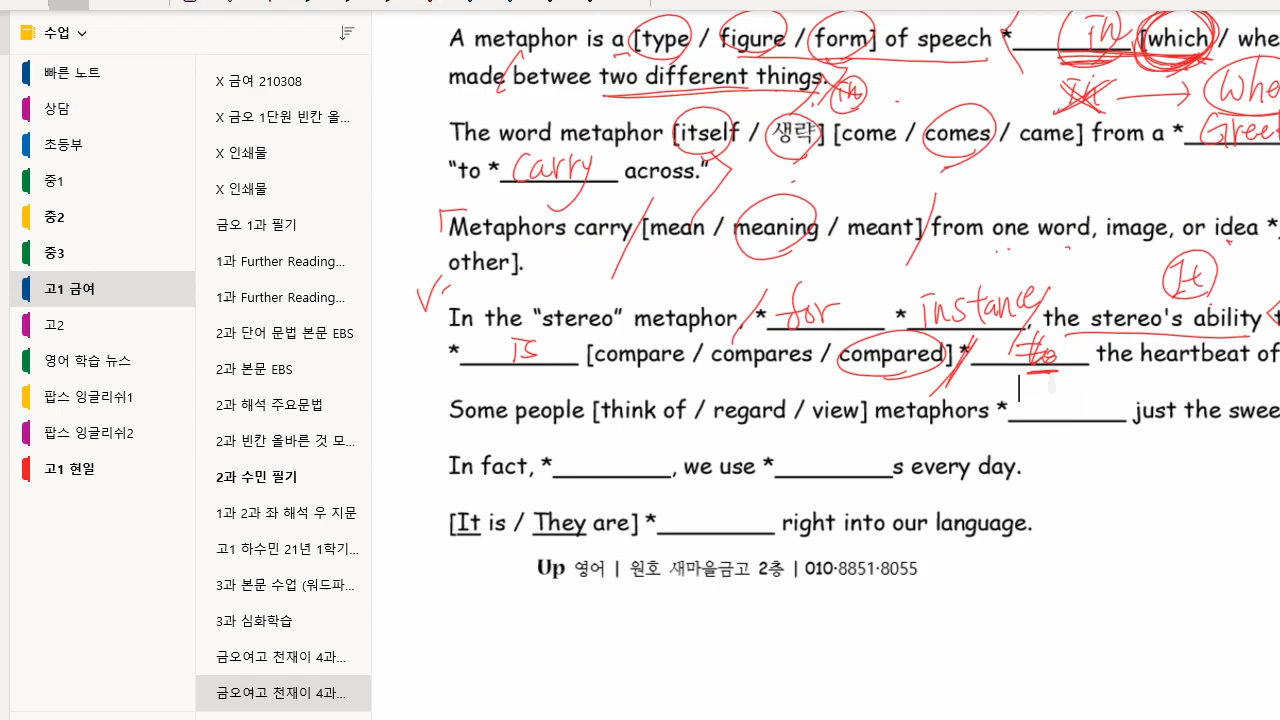 수업
빠른 노트
상담
초등부
중1
중2
중3
고1 금여
고2
영어 학습 뉴스
팝스 잉글리쉬1
팝스 잉글리쉬2
고1 현일
X 금여 210308
X 금오 1단원 빈칸 올...
X 인쇄물
X 인쇄물
금오 1과 필기
1과 Further Reading...
1과 Further Reading...
2과 단어 문법 본문 EBS
2과 본문 EBS
2과 해석 주요문법
2과 빈칸 올바른 것 모...
2과 수민 필기
1과 2과 좌 해석 우 지문
고1 하수민 21년 1학기...
3과 본문 수업 (워드파...
3과 심화학습
금오여고 천재이 4과...
금오여고 천재이 4과...
A metaphor is a [type / figure / form] of speech *in [which / whe
made betwee two different things. in
in whe
The word metaphor [itself / 생략] [come / comes / came] from a * Greek
“to * carry across.”
Metaphors carry [mean / meaning / meant] from one word, image, or idea *
other].
It
In the “stereo” metaphor, * for * instance, the stereo's ability
* is [compare / compares / compared] * to the heartbeat of
Some people [think of / regard / view] metaphors * just the swee
In fact, *__________, we use *__________s every day.
[It is / They are] *__________ right into our language.
Up 영어 | 원호 새마을금고 2층 | 010·8851·8055